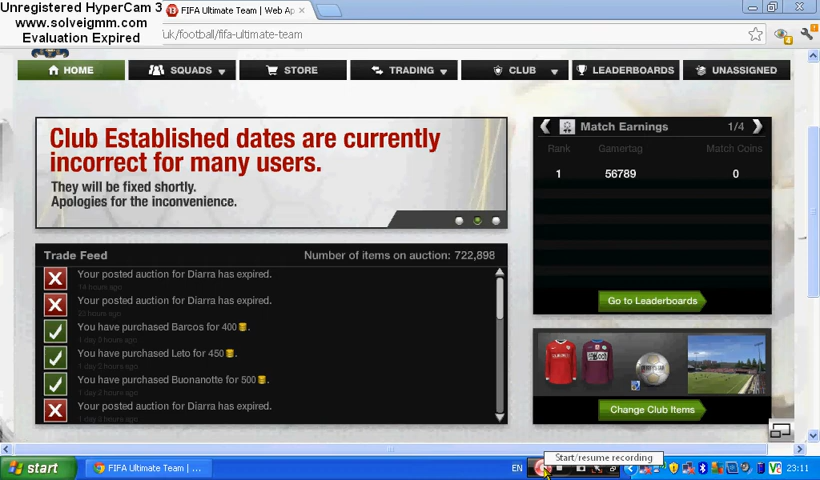 Unregistered HyperCam 3
www.solveigmm.com
Evaluation Expired
FIFA Ultimate Team | Web Ap
uk/football/fifa-ultimate-team
HOME
SQUADS
STORE
TRADING
CLUB
LEADERBOARDS
UNASSIGNED
Club Established dates are currently
incorrect for many users.
They will be fixed shortly.
Apologies for the inconvenience.
Match Earnings 1/4
Rank Gamertag Match Coins
1 56789 0
Go to Leaderboards
Trade Feed Number of items on auction: 722,898
Your posted auction for Diarra has expired.
Your posted auction for Diarra has expired.
You have purchased Barcos for 400.
You have purchased Leto for 450.
You have purchased Buonanotte for 500.
Your posted auction for Diarra has expired.
Change Club Items
Start/resume recording
start
FIFA Ultimate Team | ...
EN
23:11